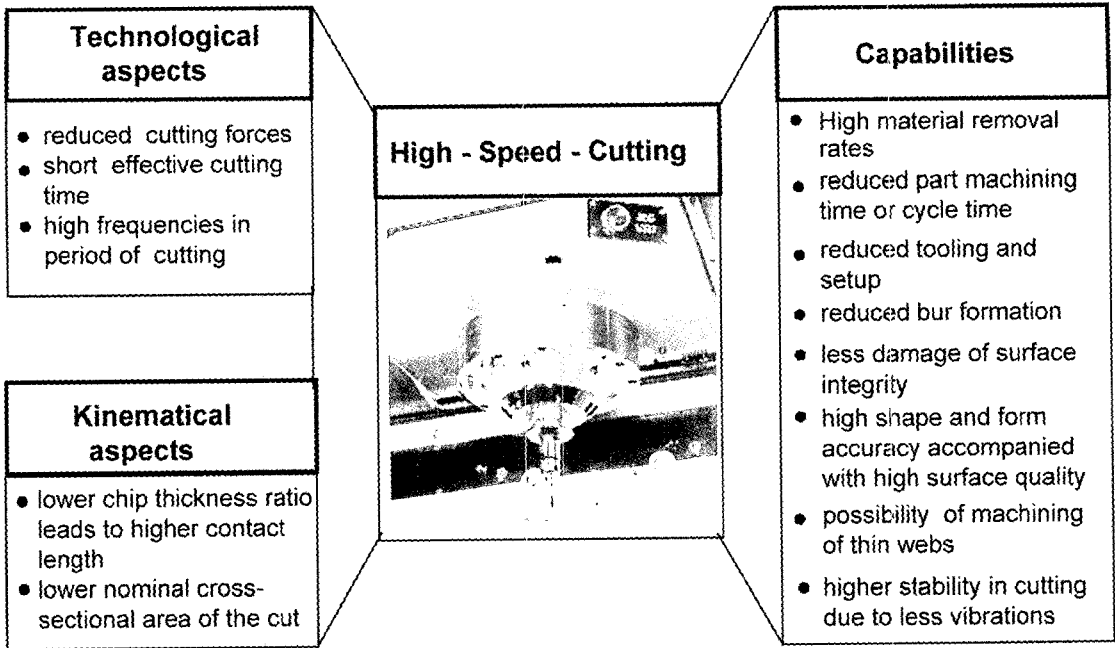 Technological
aspects
• reduced cutting forces
• short effective cutting
time
• high frequencies in
period of cutting
Kinematical
aspects
• lower chip thickness ratio
leads to higher contact
length
• lower nominal cross-
sectional area of the cut
High - Speed - Cutting
Capabilities
• High material removal
rates
• reduced part machining
time or cycle time
• reduced tooling and
setup
• reduced bur formation
• less damage of surface
integrity
• high shape and form
accuracy accompanied
with high surface quality
• possibility of machining
of thin webs
• higher stability in cutting
due to less vibrations